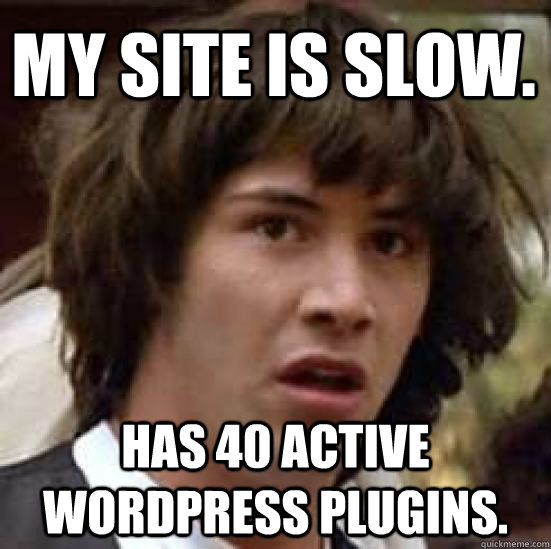 MY SITE IS SLOW.
HAS 40 ACTIVE
WORDPRESS PLUGINS.
quickmeme.com